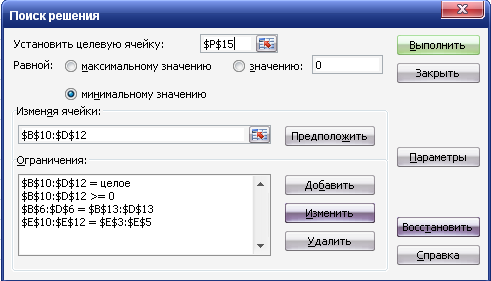 Поиск решения
Установить целевую ячейку: $P$15
Выполнить
Равной: максимальному значению значению: 0
Закрыть
минимальному значению
Изменяя ячейки:
$B$10:$D$12
Предположить
Ограничения:
Параметры
$B$10:$D$12 = целое
Добавить
$B$10:$D$12 >= 0
$B$6:$D$6 = $B$13:$D$13
Изменить
$E$10:$E$12 = $E$3:$E$5
Восстановить
Удалить
Справка